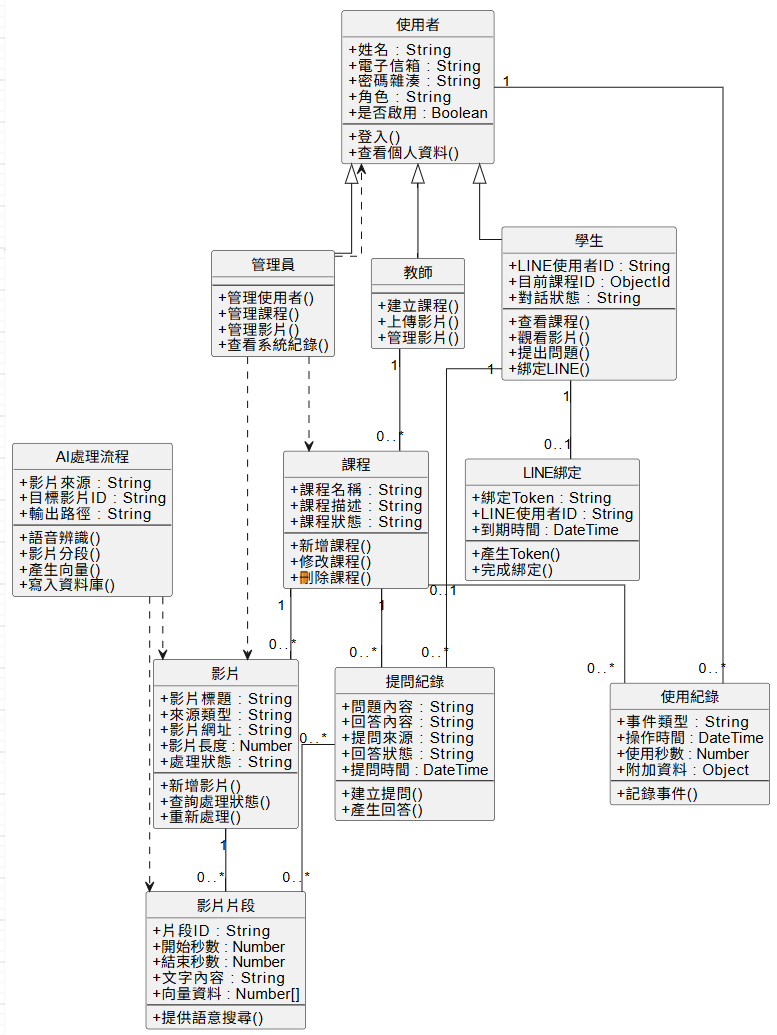 使用者
+姓名 : String
+電子信箱 : String
+密碼雜湊 : String
+角色 : String
+是否啟用 : Boolean
+登入()
+查看個人資料()
1
管理員
+管理使用者()
+管理課程()
+管理影片()
+查看系統紀錄()
教師
+建立課程()
+上傳影片()
+管理影片()
學生
+LINE使用者ID : String
+目前課程ID : ObjectId
+對話狀態 : String
+查看課程()
+觀看影片()
+提出問題()
+綁定LINE()
1
1
1
0..*
0..1
AI處理流程
+影片來源 : String
+目標影片ID : String
+輸出路徑 : String
+語音辨識()
+影片分段()
+產生向量()
+寫入資料庫()
課程
+課程名稱 : String
+課程描述 : String
+課程狀態 : String
+新增課程()
+修改課程()
+刪除課程()
LINE綁定
+綁定Token : String
+LINE使用者ID : String
+到期時間 : DateTime
+產生Token()
+完成綁定()
1
1
0..1
0..*
0..*
0..*
0..*
0..*
影片
+影片標題 : String
+來源類型 : String
+影片網址 : String
+影片長度 : Number
+處理狀態 : String
+新增影片()
+查詢處理狀態()
+重新處理()
提問紀錄
+問題內容 : String
+回答內容 : String
+提問來源 : String
+回答狀態 : String
+提問時間 : DateTime
+建立提問()
+產生回答()
使用紀錄
+事件類型 : String
+操作時間 : DateTime
+使用秒數 : Number
+附加資料 : Object
+記錄事件()
0..*
1
0..*
0..*
影片片段
+片段ID : String
+開始秒數 : Number
+結束秒數 : Number
+文字內容 : String
+向量資料 : Number[]
+提供語意搜尋()